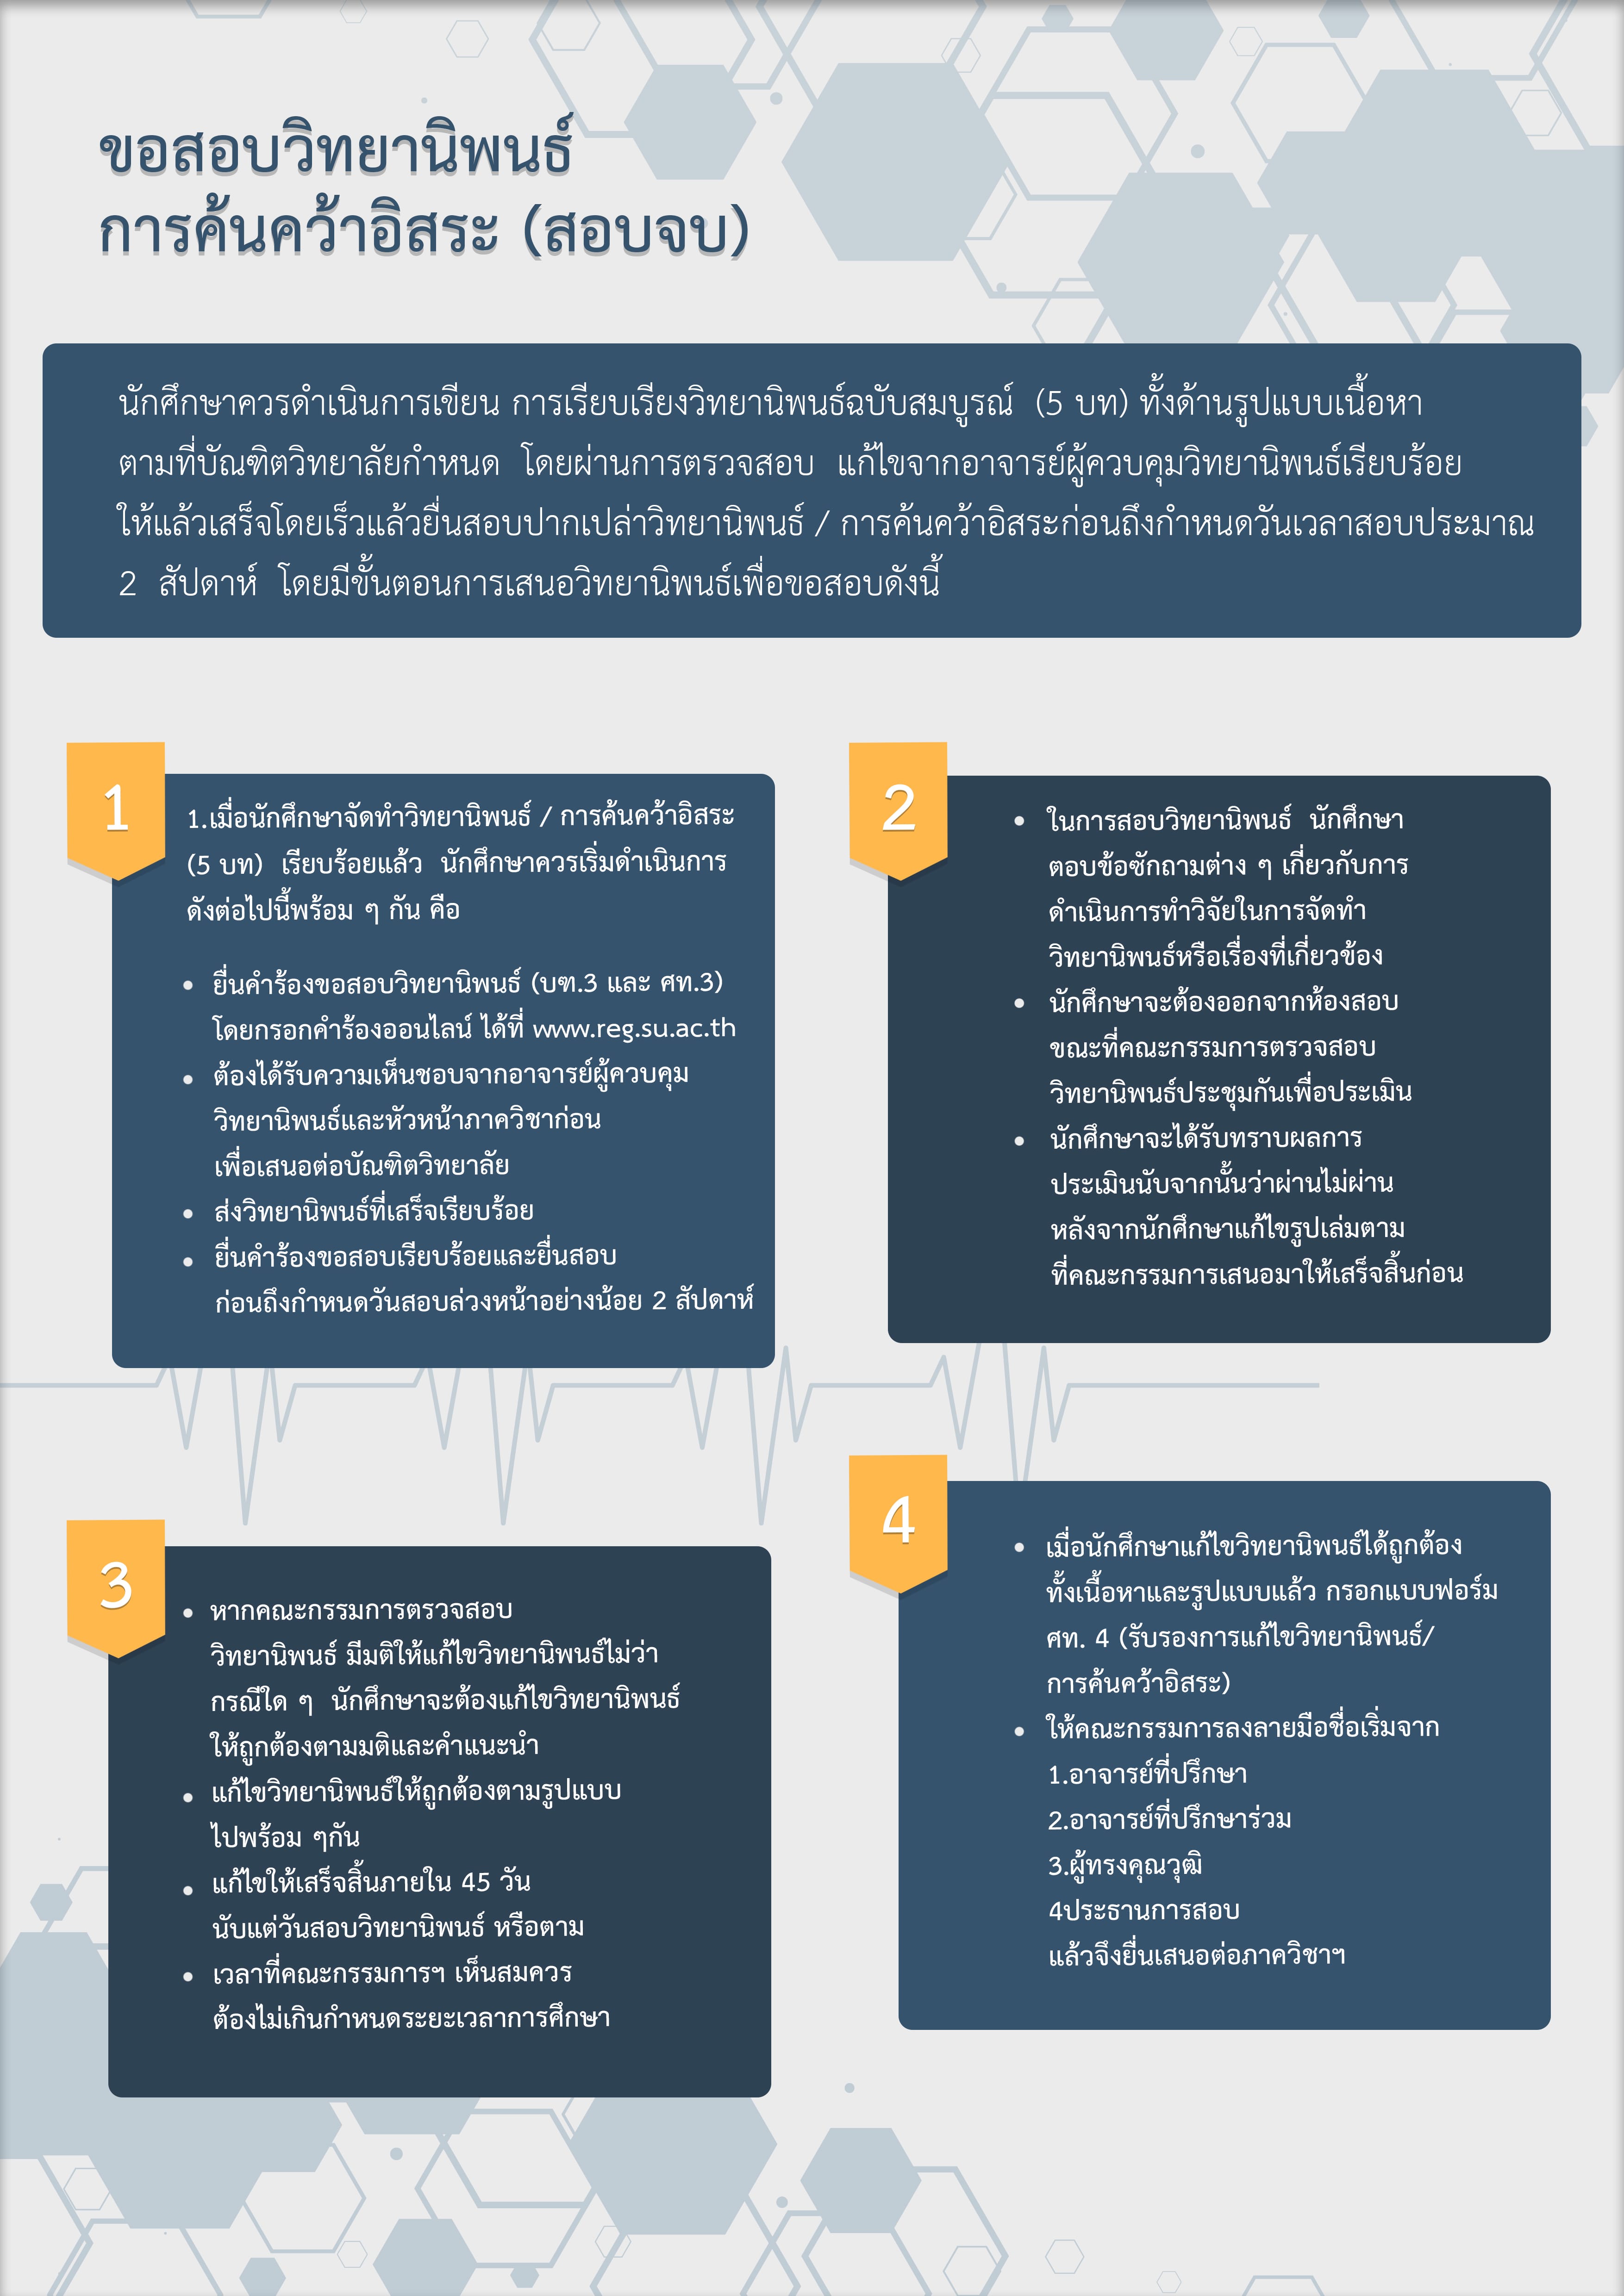 ขอสอบวิทยานิพนธ์
การค้นคว้าอิสระ (สอบจบ)
นักศึกษาควรดำเนินการเขียน การเรียบเรียงวิทยานิพนธ์ฉบับสมบูรณ์ (5 บท) ทั้งด้านรูปแบบเนื้อหา
ตามที่บัณฑิตวิทยาลัยกำหนด โดยผ่านการตรวจสอบ แก้ไขจากอาจารย์ผู้ควบคุมวิทยานิพนธ์เรียบร้อย
ให้แล้วเสร็จโดยเร็วแล้วยื่นสอบปากเปล่าวิทยานิพนธ์ / การค้นคว้าอิสระก่อนถึงกำหนดวันเวลาสอบประมาณ
2 สัปดาห์ โดยมีขั้นตอนการเสนอวิทยานิพนธ์เพื่อขอสอบดังนี้
1
1.เมื่อนักศึกษาจัดทำวิทยานิพนธ์ / การค้นคว้าอิสระ
(5 บท) เรียบร้อยแล้ว นักศึกษาควรเริ่มดำเนินการ
ดังต่อไปนี้พร้อม ๆ กัน คือ
• ยื่นคำร้องขอสอบวิทยานิพนธ์ (บฑ.3 และ ศท.3)
โดยกรอกคำร้องออนไลน์ ได้ที่ www.reg.su.ac.th
• ต้องได้รับความเห็นชอบจากอาจารย์ผู้ควบคุม
วิทยานิพนธ์และหัวหน้าภาควิชาก่อน
เพื่อเสนอต่อบัณฑิตวิทยาลัย
• ส่งวิทยานิพนธ์ที่เสร็จเรียบร้อย
• ยื่นคำร้องขอสอบเรียบร้อยและยื่นสอบ
ก่อนถึงกำหนดวันสอบล่วงหน้าอย่างน้อย 2 สัปดาห์
2
• ในการสอบวิทยานิพนธ์ นักศึกษา
ตอบข้อซักถามต่าง ๆ เกี่ยวกับการ
ดำเนินการทำวิจัยในการจัดทำ
วิทยานิพนธ์หรือเรื่องที่เกี่ยวข้อง
• นักศึกษาจะต้องออกจากห้องสอบ
ขณะที่คณะกรรมการตรวจสอบ
วิทยานิพนธ์ประชุมกันเพื่อประเมิน
• นักศึกษาจะได้รับทราบผลการ
ประเมินนับจากนั้นว่าผ่านไม่ผ่าน
หลังจากนักศึกษาแก้ไขรูปเล่มตาม
ที่คณะกรรมการเสนอมาให้เสร็จสิ้นก่อน
3
• หากคณะกรรมการตรวจสอบ
วิทยานิพนธ์ มีมติให้แก้ไขวิทยานิพนธ์ไม่ว่า
กรณีใด ๆ นักศึกษาจะต้องแก้ไขวิทยานิพนธ์
ให้ถูกต้องตามมติและคำแนะนำ
• แก้ไขวิทยานิพนธ์ให้ถูกต้องตามรูปแบบ
ไปพร้อม ๆกัน
• แก้ไขให้เสร็จสิ้นภายใน 45 วัน
นับแต่วันสอบวิทยานิพนธ์ หรือตาม
• เวลาที่คณะกรรมการฯ เห็นสมควร
ต้องไม่เกินกำหนดระยะเวลาการศึกษา
4
• เมื่อนักศึกษาแก้ไขวิทยานิพนธ์ได้ถูกต้อง
ทั้งเนื้อหาและรูปแบบแล้ว กรอกแบบฟอร์ม
ศท. 4 (รับรองการแก้ไขวิทยานิพนธ์/
การค้นคว้าอิสระ)
• ให้คณะกรรมการลงลายมือชื่อเริ่มจาก
1.อาจารย์ที่ปรึกษา
2.อาจารย์ที่ปรึกษาร่วม
3.ผู้ทรงคุณวุฒิ
4ประธานการสอบ
แล้วจึงยื่นเสนอต่อภาควิชาฯ